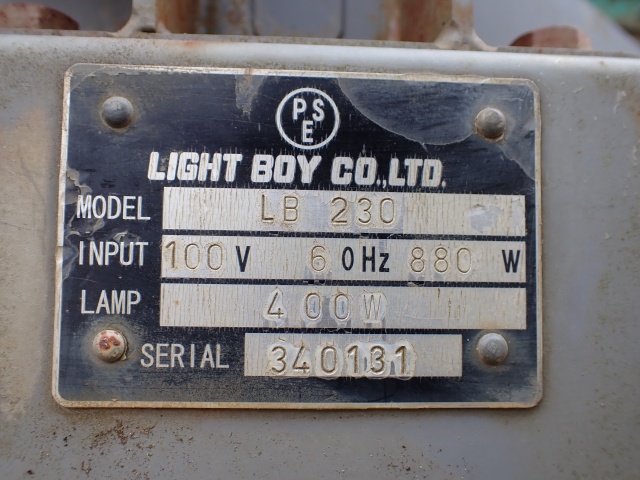 PSE
LIGHT BOY CO.,LTD.
MODEL LB 230
INPUT 100V 60Hz 880 W
LAMP 400W
SERIAL 340131